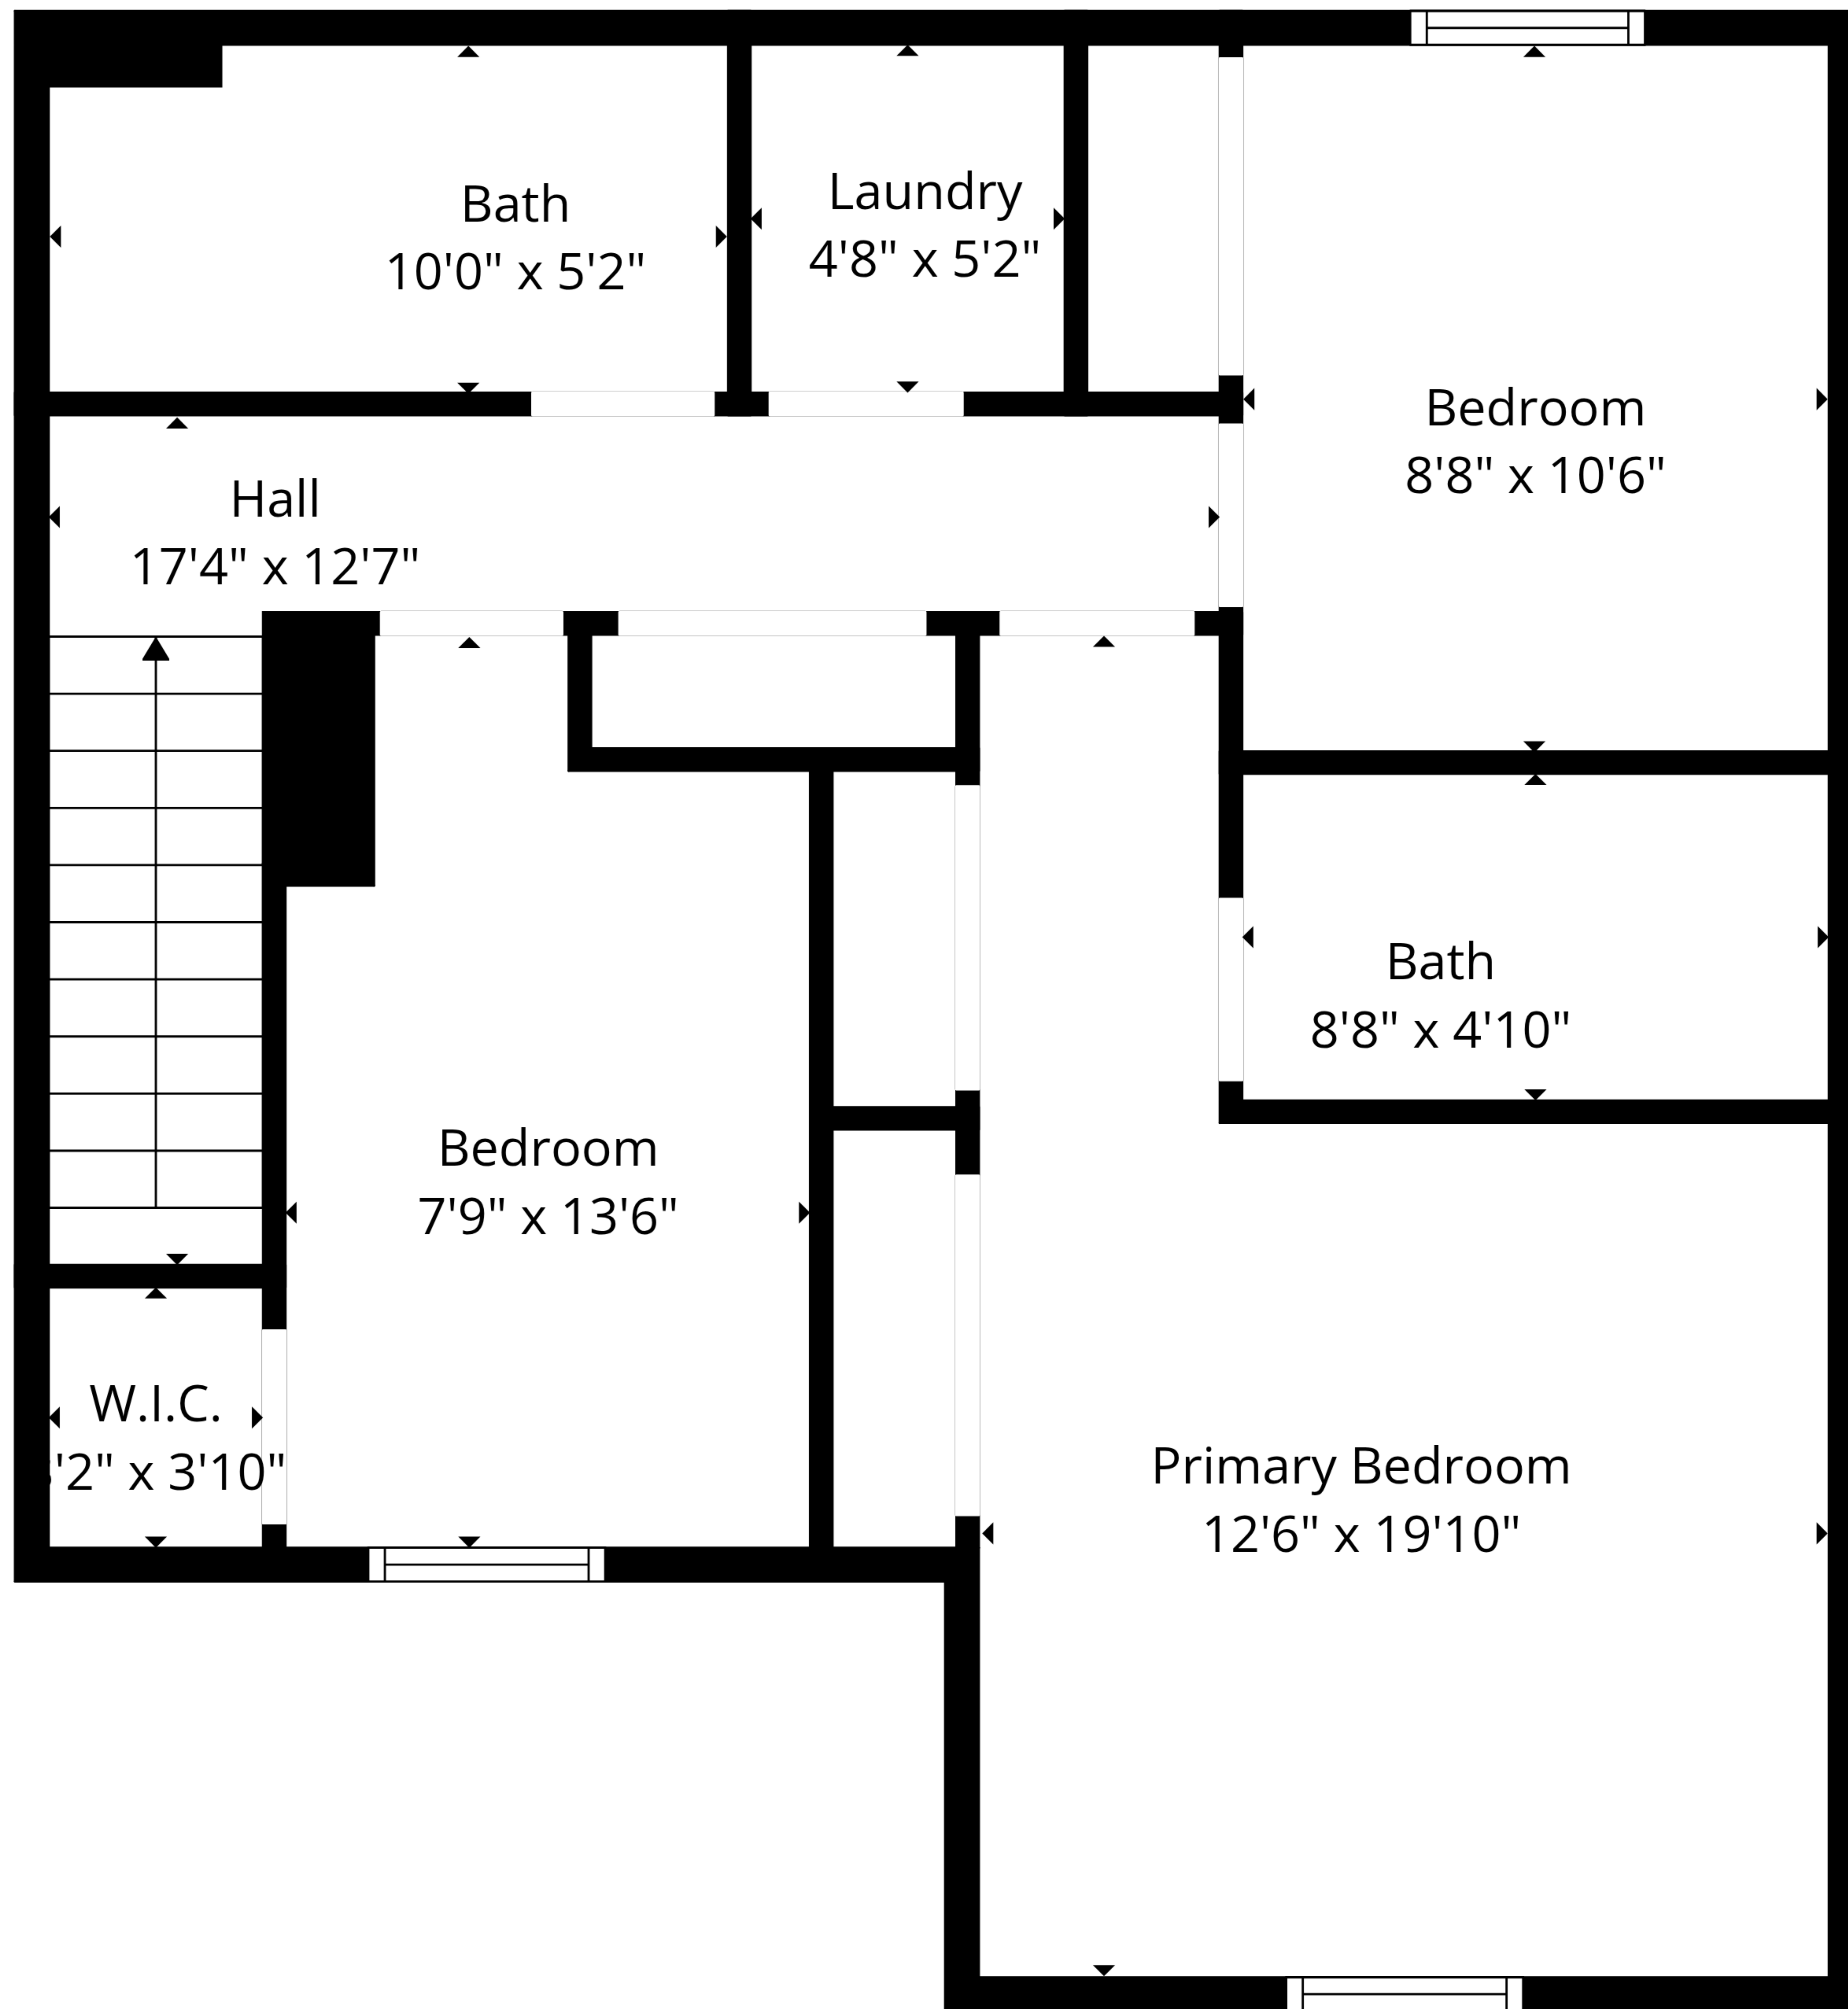 Bath
10'0" x 5'2"
Laundry
4'8" x 5'2"
Bedroom
8'8" x 10'6"
Hall
17'4" x 12'7"
Bath
8'8" x 4'10"
Bedroom
7'9" x 13'6"
W.I.C.
'2" x 3'10"
Primary Bedroom
12'6" x 19'10"